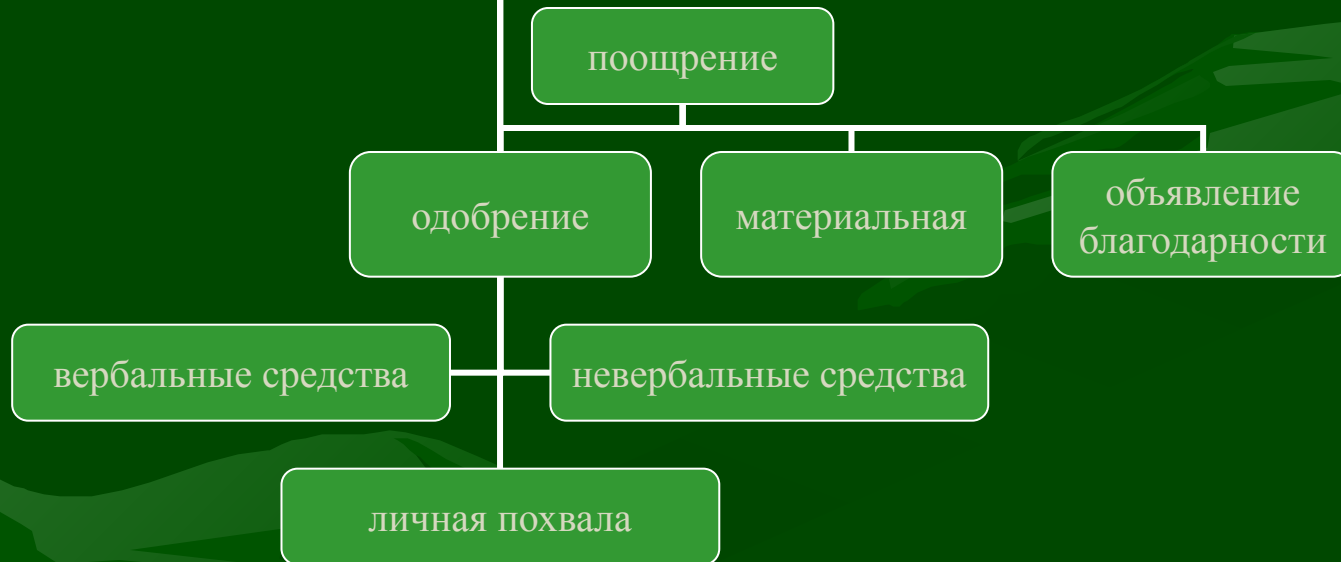 поощрение
одобрение
материальная
объявление
благодарности
вербальные средства
невербальные средства
личная похвала